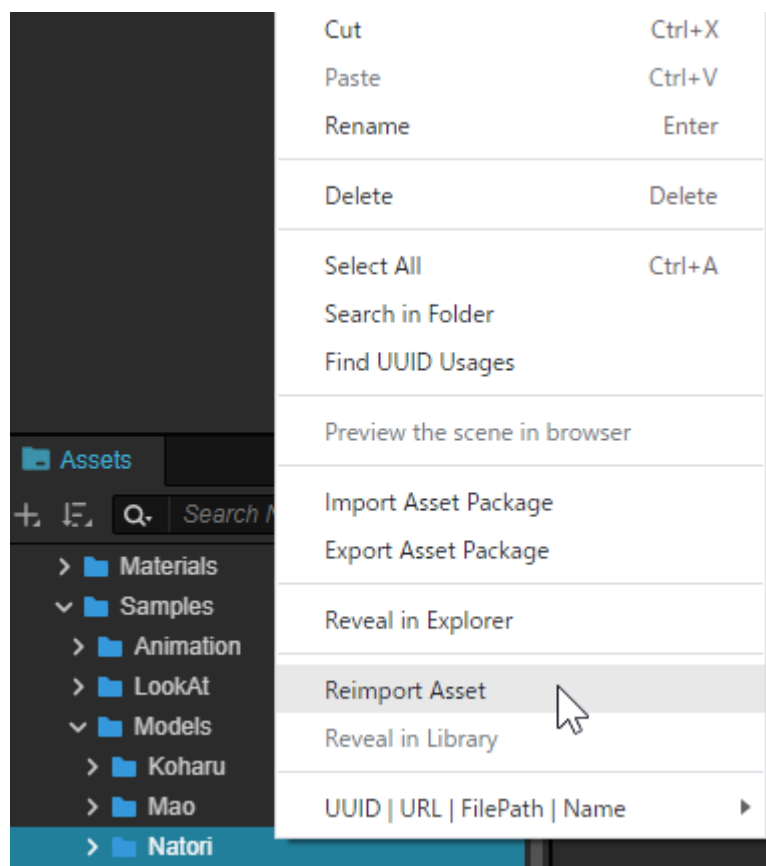 Cut Ctrl+X
Paste Ctrl+V
Rename Enter
Delete Delete
Select All Ctrl+A
Search in Folder
Find UUID Usages
Preview the scene in browser
Import Asset Package
Export Asset Package
Reveal in Explorer
Reimport Asset
Reveal in Library
UUID | URL | FilePath | Name
Assets
Search
Materials
Samples
Animation
LookAt
Models
Koharu
Mao
Natori